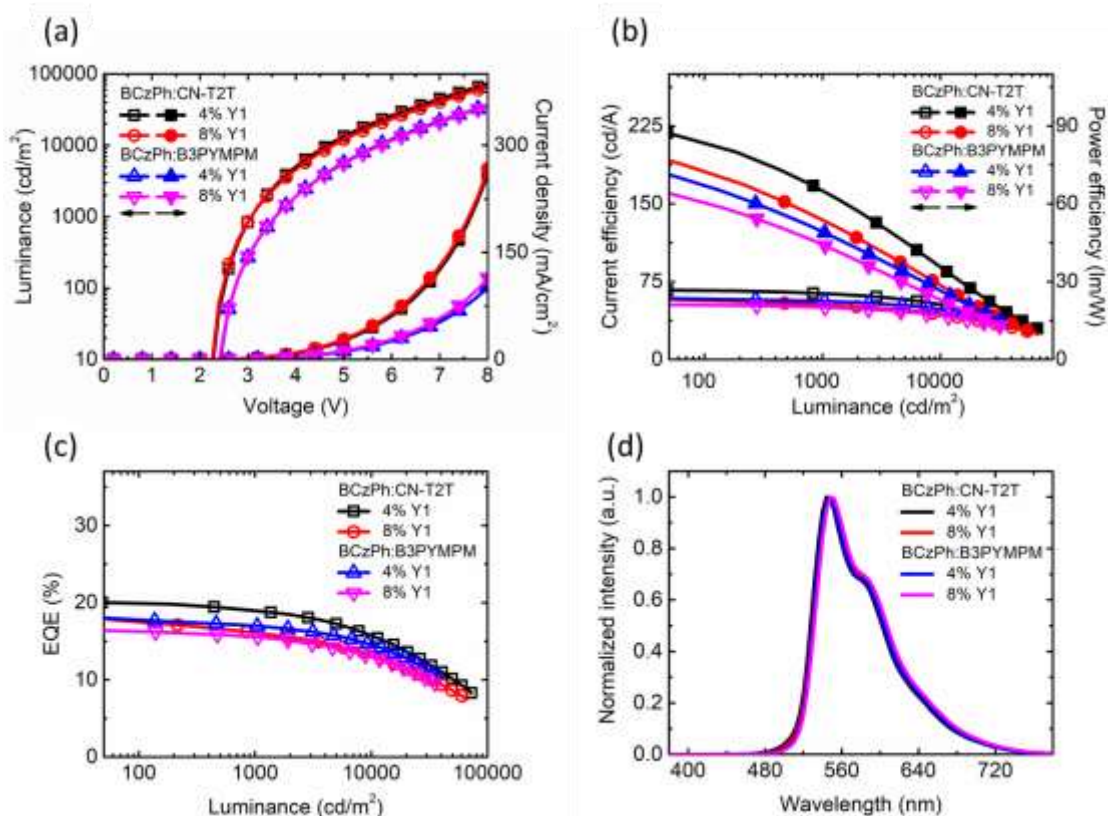 (a)
100000
10000
1000
100
10
Luminance (cd/m2)
BCzPh:CN-T2T
4% Y1
8% Y1
BCzPh:B3PYMPM
4% Y1
8% Y1
300
150
0
Current density (mA/cm2)
0 1 2 3 4 5 6 7 8
Voltage (V)
(b)
225
150
75
0
Current efficiency (cd/A)
BCzPh:CN-T2T
4% Y1
8% Y1
BCzPh:B3PYMPM
4% Y1
8% Y1
90
60
30
0
Power efficiency (lm/W)
100 1000 10000
Luminance (cd/m2)
(c)
30
20
10
0
EQE (%)
BCzPh:CN-T2T
4% Y1
8% Y1
BCzPh:B3PYMPM
4% Y1
8% Y1
100 1000 10000 100000
Luminance (cd/m2)
(d)
1.0
0.8
0.6
0.4
0.2
0.0
Normalized intensity (a.u.)
BCzPh:CN-T2T
4% Y1
8% Y1
BCzPh:B3PYMPM
4% Y1
8% Y1
400 480 560 640 720
Wavelength (nm)